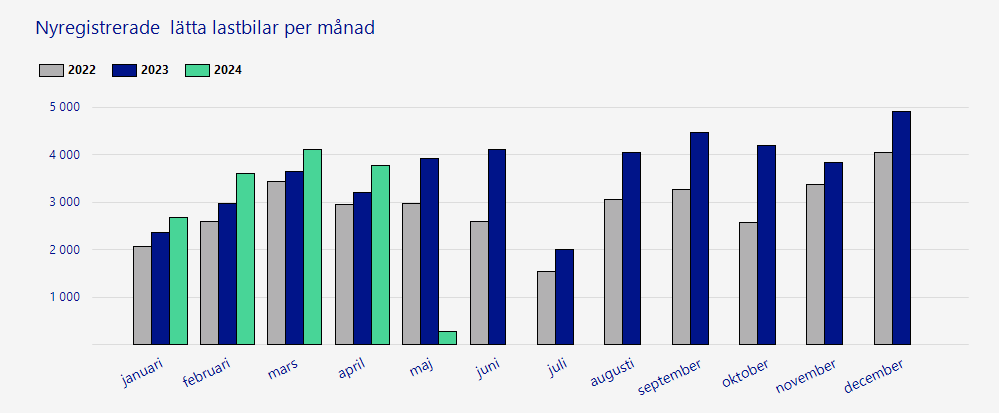 Nyregistrerade  lätta lastbilar per månad
2022 2023 2024
5 000
4 000
3 000
2 000
1 000
januari februari mars april maj juni juli augusti september oktober november december